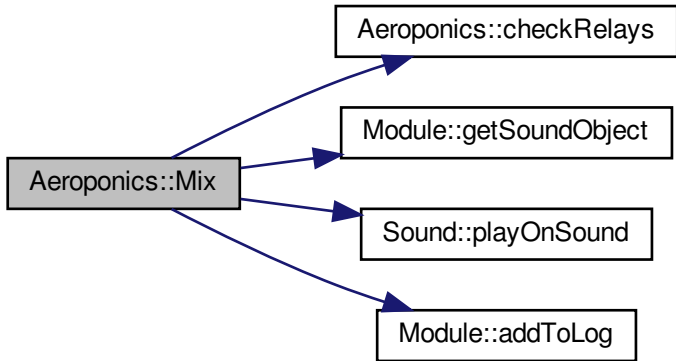 Aeroponics::checkRelays
Module::getSoundObject
Aeroponics::Mix
Sound::playOnSound
Module::addToLog